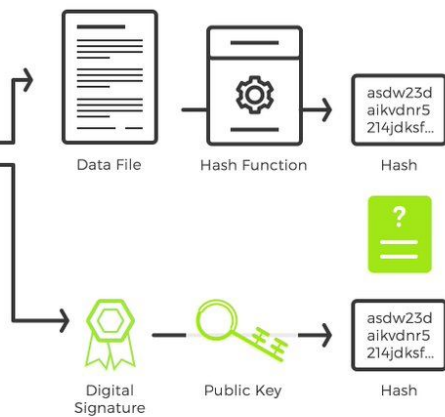 asdw23d
aikvdnr5
214jdksf...
Data File
Hash Function
Hash
?
asdw23d
aikvdnr5
214jdksf...
Digital
Signature
Public Key
Hash